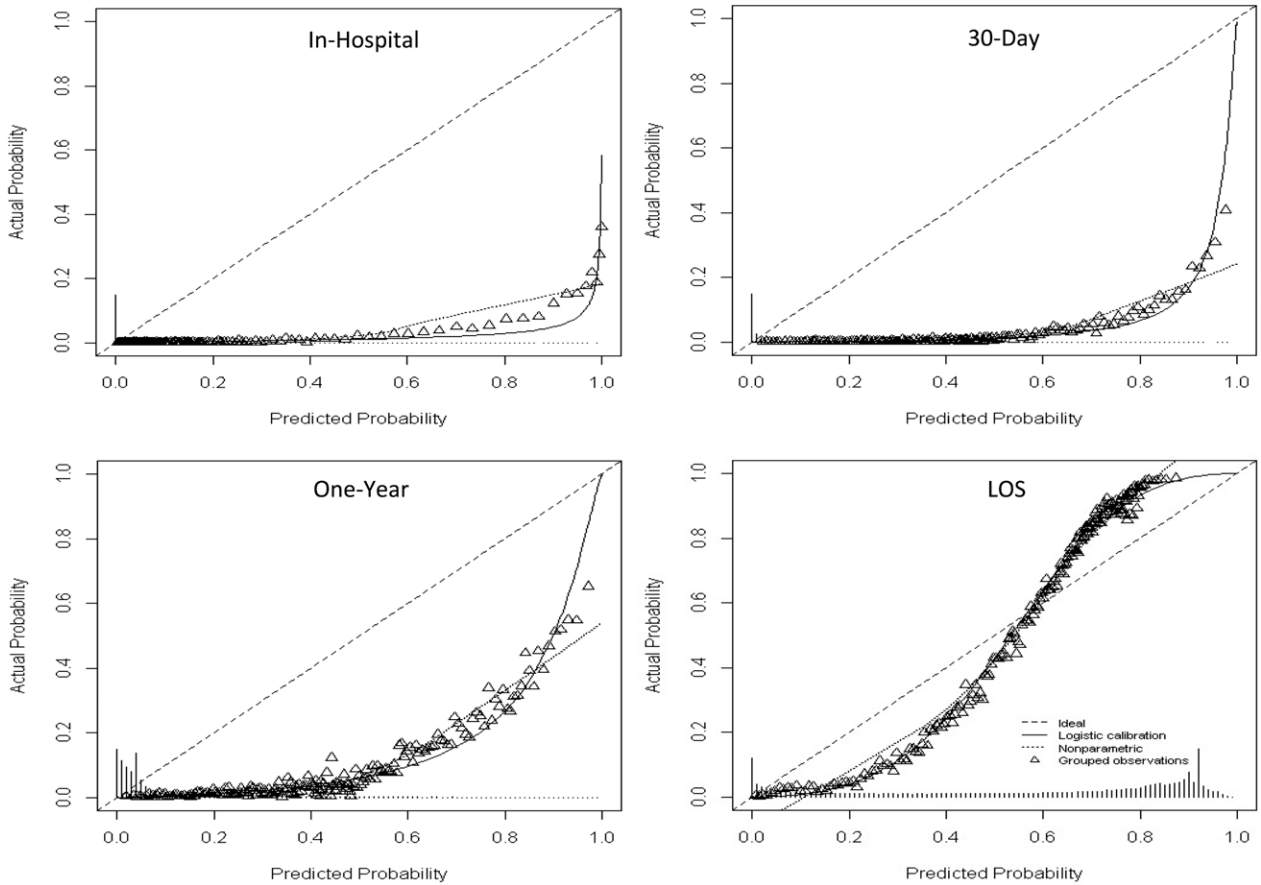 In-Hospital
Actual Probability
1.0
0.8
0.6
0.4
0.2
0.0
0.0 0.2 0.4 0.6 0.8 1.0
Predicted Probability
30-Day
Actual Probability
1.0
0.8
0.6
0.4
0.2
0.0
0.0 0.2 0.4 0.6 0.8 1.0
Predicted Probability
One-Year
Actual Probability
1.0
0.8
0.6
0.4
0.2
0.0
0.0 0.2 0.4 0.6 0.8 1.0
Predicted Probability
LOS
Actual Probability
1.0
0.8
0.6
0.4
0.2
0.0
Ideal
Logistic calibration
Nonparametric
Grouped observations
0.0 0.2 0.4 0.6 0.8 1.0
Predicted Probability